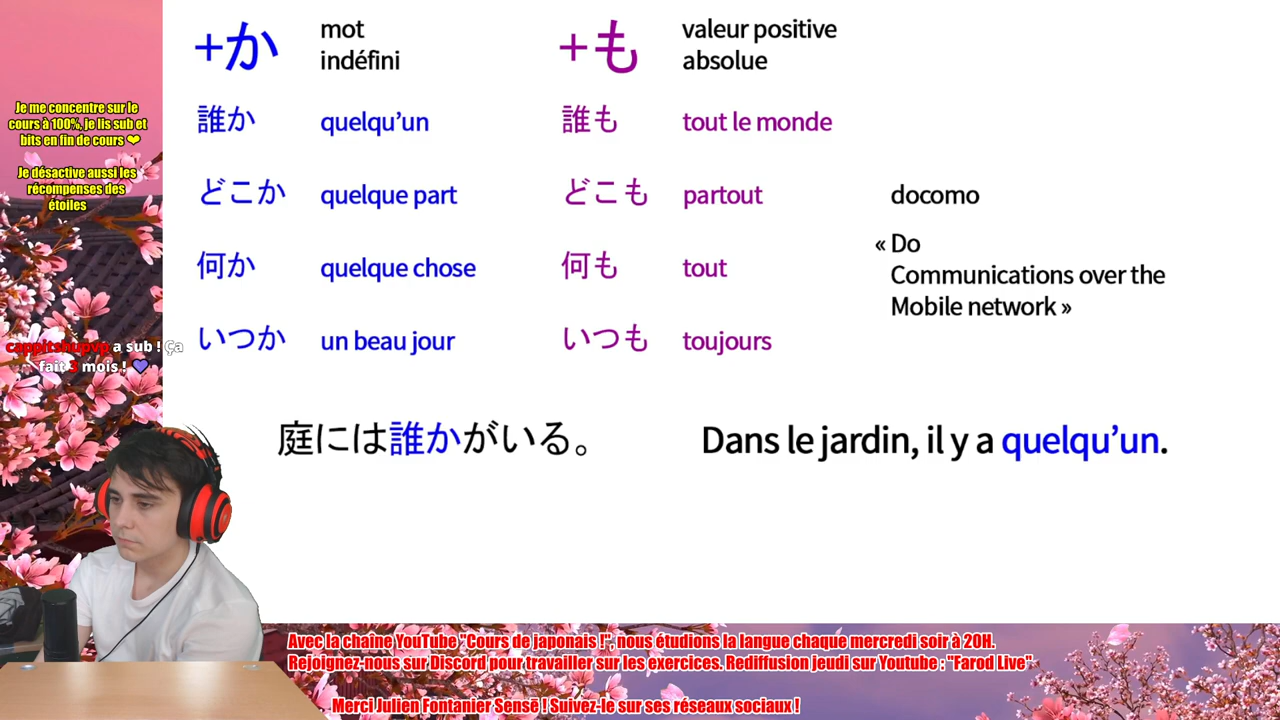 +か
mot
indéfini
+も
valeur positive
absolue
誰か
quelqu’un
誰も
tout le monde
どこか
quelque part
どこも
partout
docomo
« Do
Communications over the
Mobile network »
何か
quelque chose
何も
tout
いつか
un beau jour
いつも
toujours
庭には誰かがいる。
Dans le jardin, il y a quelqu’un.
Je me concentre sur le
cours à 100%, je lis sub et
bits en fin de cours ❤
Je désactive aussi les
récompenses des
étoiles
cappitshupvp a sub ! Ça
fait 3 mois ! 💜
Avec la chaîne YouTube "Cours de japonais !", nous étudions la langue chaque mercredi soir à 20H.
Rejoignez-nous sur Discord pour travailler sur les exercices. Rediffusion jeudi sur Youtube : "Farod Live"
Merci Julien Fontanier Sensē ! Suivez-le sur ses réseaux sociaux !